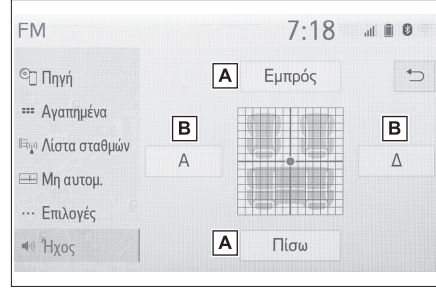 FM 7:18
A Εμπρός
Πηγή
Αγαπημένα
B B
Λίστα σταθμών
Α Δ
Μη αυτομ.
Επιλογές
A Πίσω
Ήχος